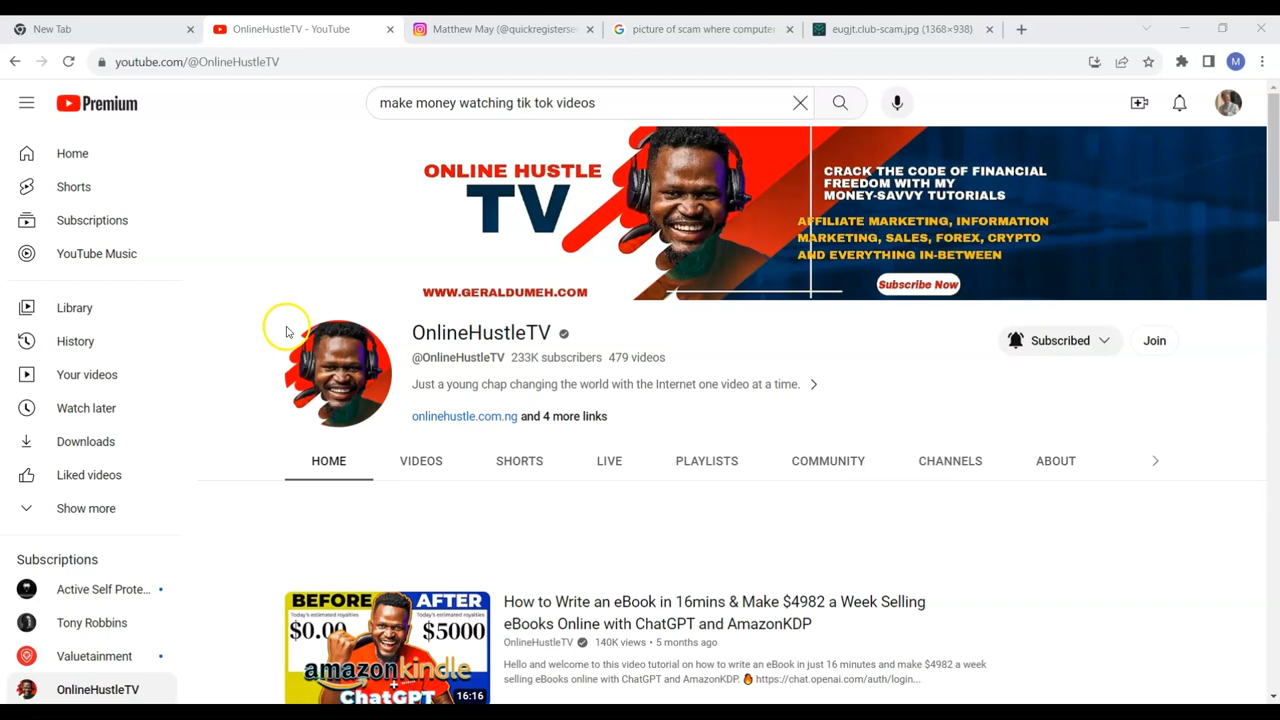 New Tab
OnlineHustleTV - YouTube
Matthew May (@quickregisterse
picture of scam where compute
eugjt.club-scam.jpg (1368×938)
youtube.com/@OnlineHustleTV
M
Premium
make money watching tik tok videos
Home
Shorts
Subscriptions
YouTube Music
Library
History
Your videos
Watch later
Downloads
Liked videos
Show more
Subscriptions
Active Self Prote...
Tony Robbins
Valuetainment
OnlineHustleTV
ONLINE HUSTLE
TV
WWW.GERALDUMEH.COM
CRACK THE CODE OF FINANCIAL
FREEDOM WITH MY
MONEY-SAVVY TUTORIALS
AFFILIATE MARKETING, INFORMATION
MARKETING, SALES, FOREX, CRYPTO
AND EVERYTHING IN-BETWEEN
Subscribe Now
OnlineHustleTV
@OnlineHustleTV 233K subscribers 479 videos
Just a young chap changing the world with the Internet one video at a time.
onlinehustle.com.ng and 4 more links
Subscribed
Join
HOME VIDEOS SHORTS LIVE PLAYLISTS COMMUNITY CHANNELS ABOUT
BEFORE AFTER
Today's estimated royalties Today's estimated royalties
$0.00 $5000
amazonkindle
+
ChatGPT
16:16
How to Write an eBook in 16mins & Make $4982 a Week Selling
eBooks Online with ChatGPT and AmazonKDP
OnlineHustleTV 140K views • 5 months ago
Hello and welcome to this video tutorial on how to write an eBook in just 16 minutes and make $4982 a week
selling eBooks online with ChatGPT and AmazonKDP. 🔥 https://chat.openai.com/auth/login...